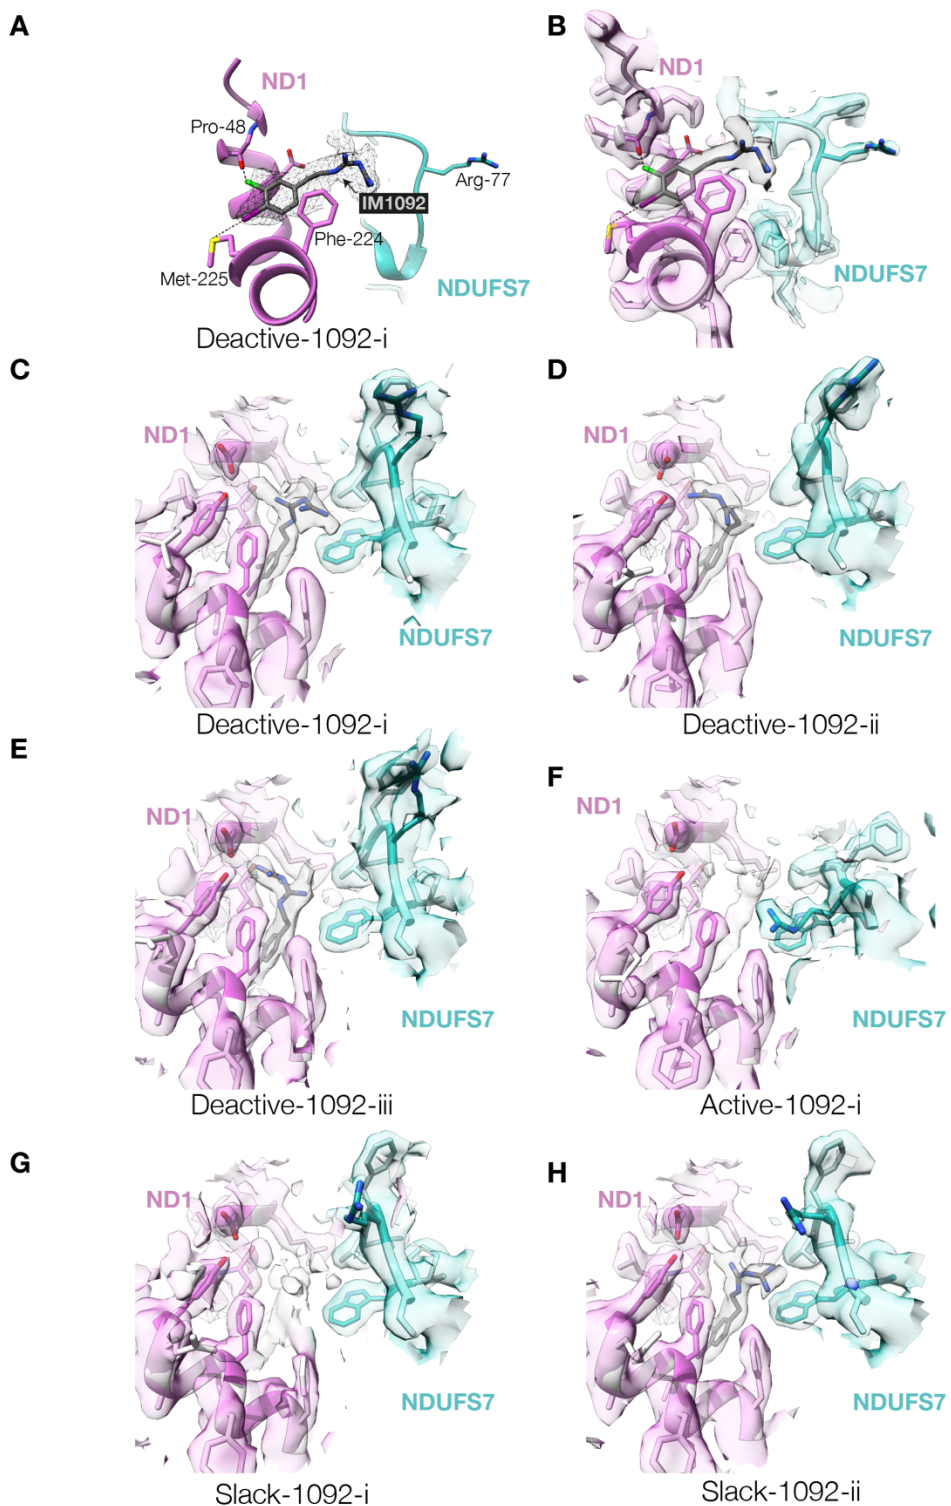 A
ND1
Pro-48
Arg-77
IM1092
Phe-224
Met-225
NDUFS7
Deactive-1092-i
B
ND1
NDUFS7
C
ND1
NDUFS7
Deactive-1092-i
D
ND1
NDUFS7
Deactive-1092-ii
E
ND1
NDUFS7
Deactive-1092-iii
F
ND1
NDUFS7
Active-1092-i
G
ND1
NDUFS7
Slack-1092-i
H
ND1
NDUFS7
Slack-1092-ii